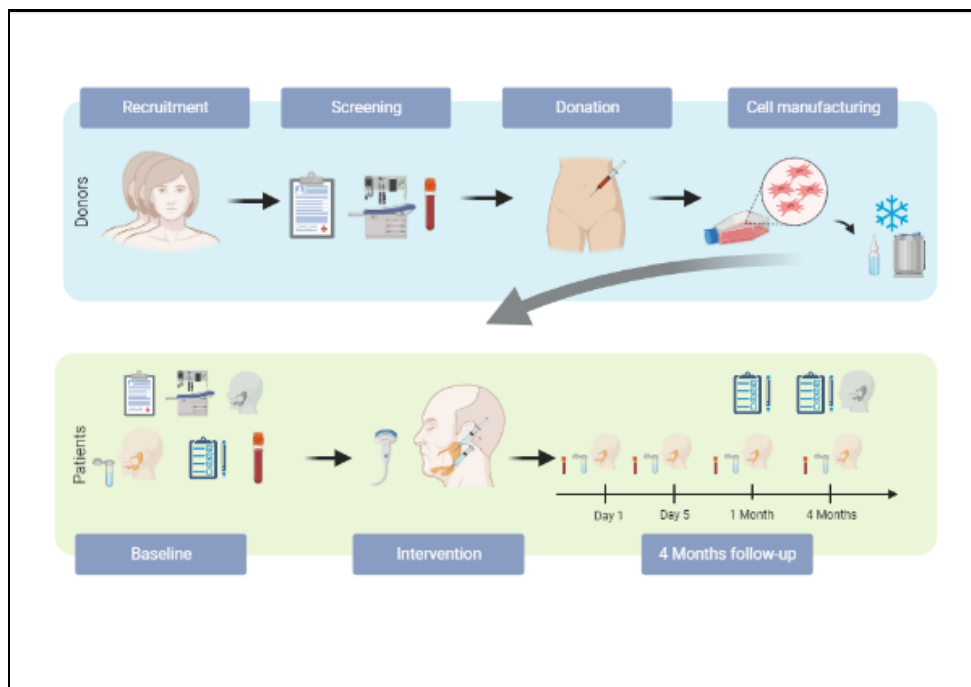 Recruitment
Screening
Donation
Cell manufacturing
Donors
Patients
Day 1
Day 5
1 Month
4 Months
Baseline
Intervention
4 Months follow-up